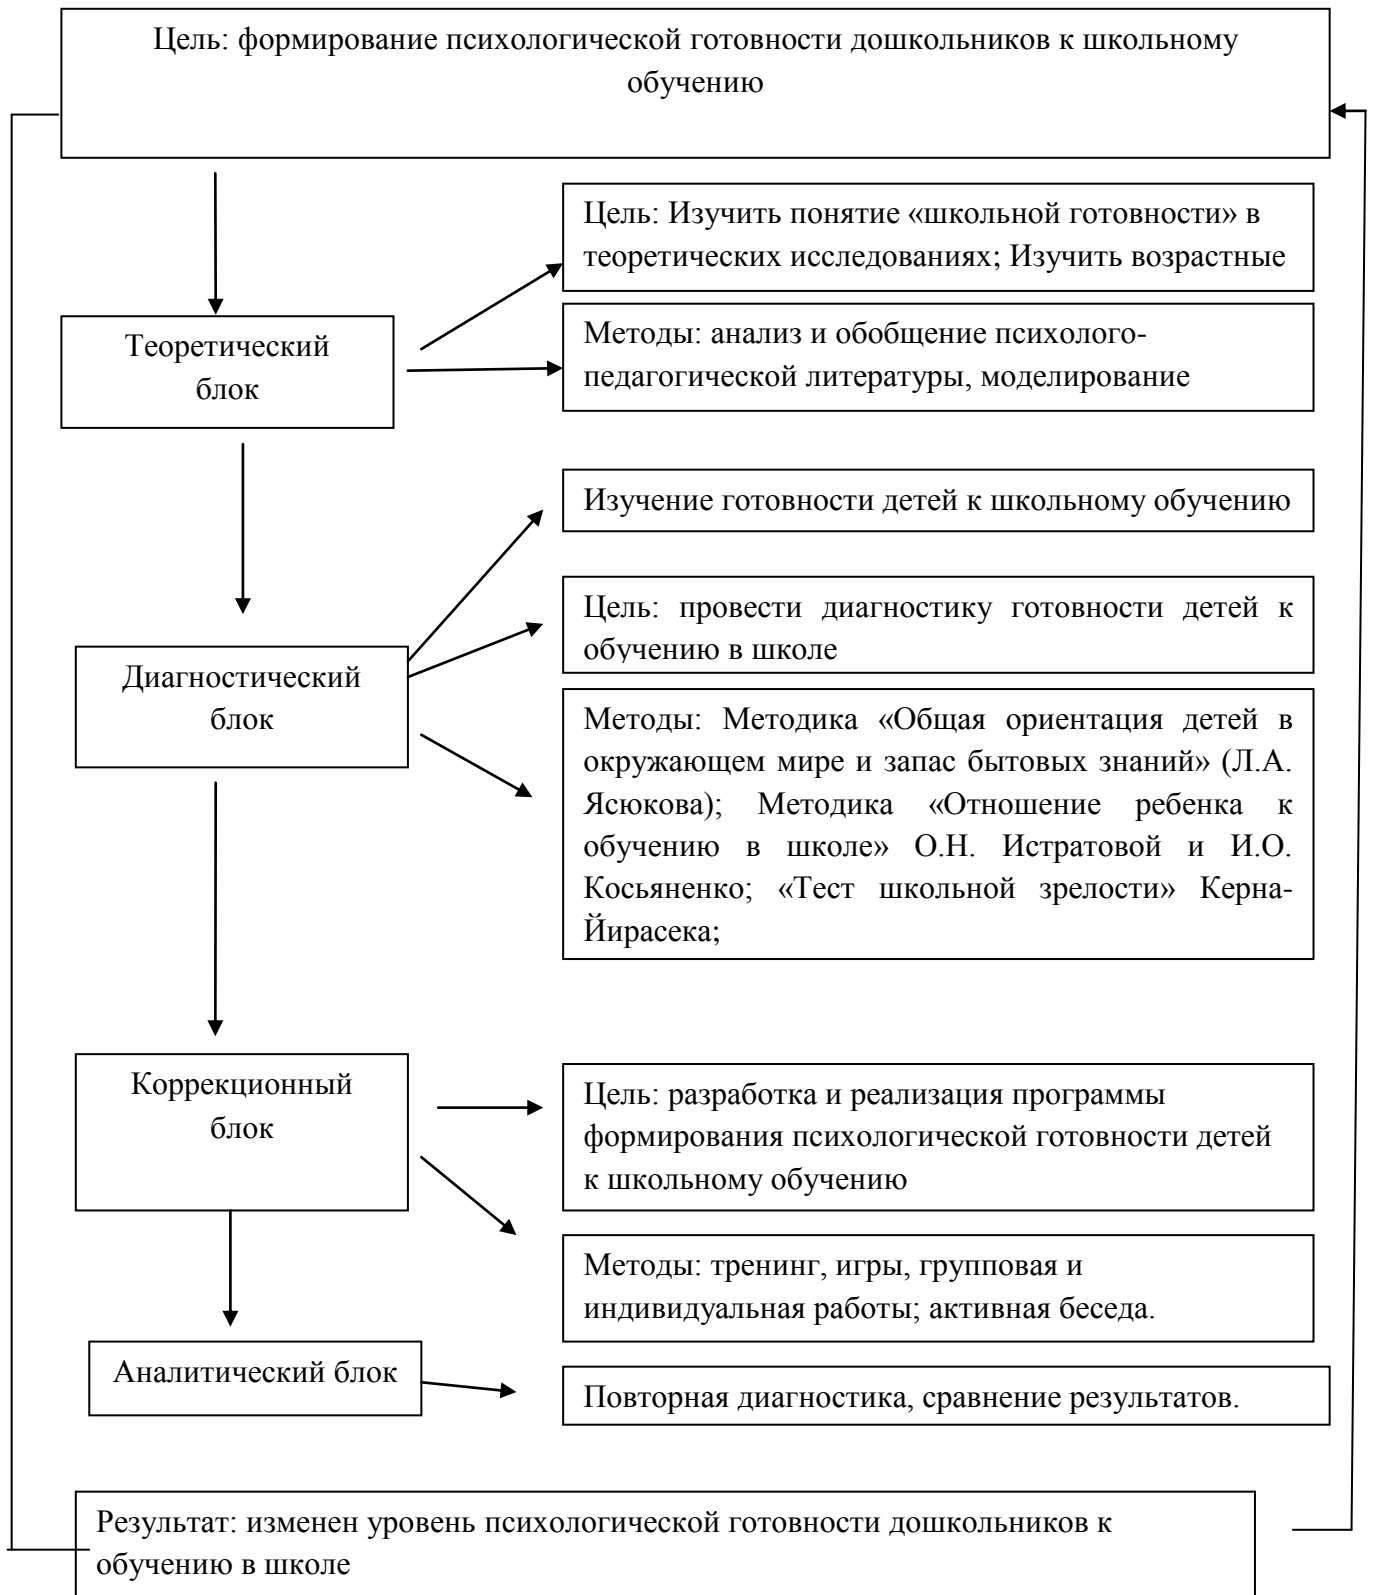 Цель: формирование психологической готовности дошкольников к школьному
обучению
Цель: Изучить понятие «школьной готовности» в
теоретических исследованиях; Изучить возрастные
Теоретический
блок
Методы: анализ и обобщение психолого-
педагогической литературы, моделирование
Изучение готовности детей к школьному обучению
Цель: провести диагностику готовности детей к
обучению в школе
Диагностический
блок
Методы: Методика «Общая ориентация детей в
окружающем мире и запас бытовых знаний» (Л.А.
Ясюкова); Методика «Отношение ребенка к
обучению в школе» О.Н. Истратовой и И.О.
Косьяненко; «Тест школьной зрелости» Керна-
Йирасека;
Коррекционный
блок
Цель: разработка и реализация программы
формирования психологической готовности детей
к школьному обучению
Методы: тренинг, игры, групповая и
индивидуальная работы; активная беседа.
Аналитический блок
Повторная диагностика, сравнение результатов.
Результат: изменен уровень психологической готовности дошкольников к
обучению в школе